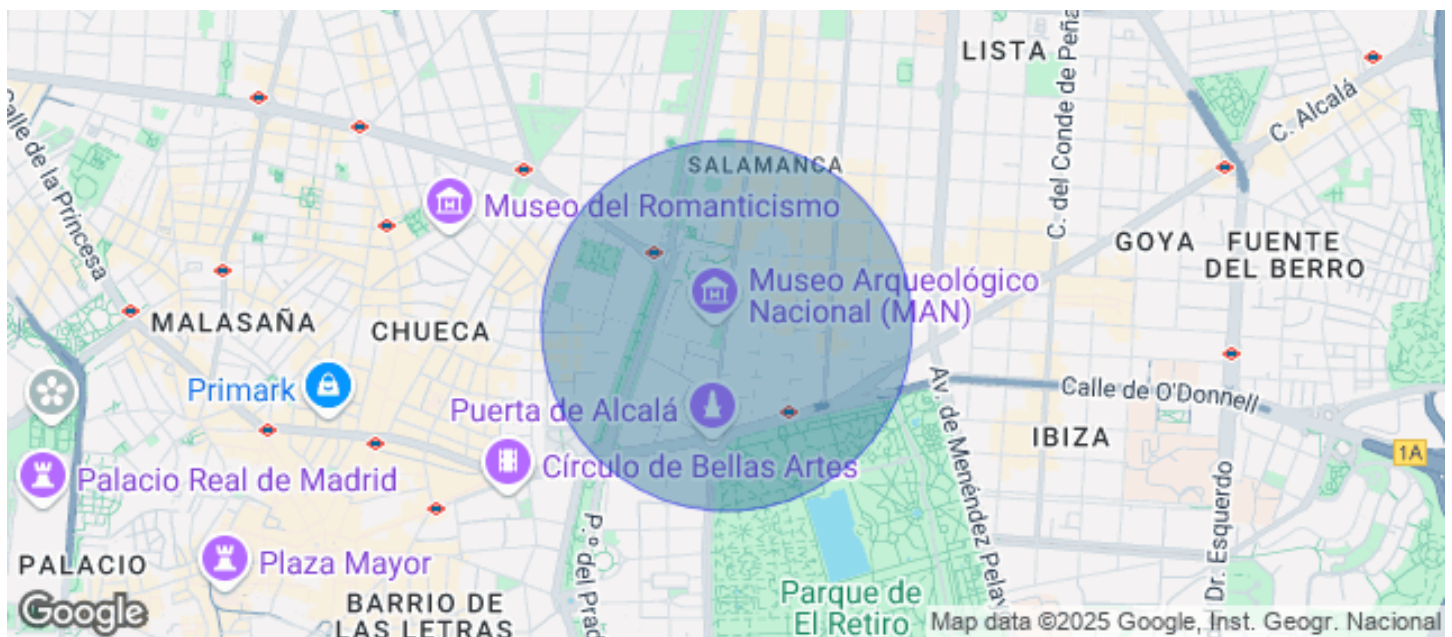 LISTA
C. Alcalá
C. del Conde de Peña
Calle de la Princesa
SALAMANCA
Museo del Romanticismo
GOYA
FUENTE
DEL BERRO
Museo Arqueológico
Nacional (MAN)
MALASAÑA
CHUECA
Primark
Puerta de Alcalá
Calle de O'Donnell
Av. de Menéndez Pelay
IBIZA
1A
Círculo de Bellas Artes
Palacio Real de Madrid
Dr. Esquerdo
P.º del Prad
PALACIO
Plaza Mayor
BARRIO DE
LAS LETRAS
Parque de
El Retiro
Google
Map data ©2025 Google, Inst. Geogr. Nacional